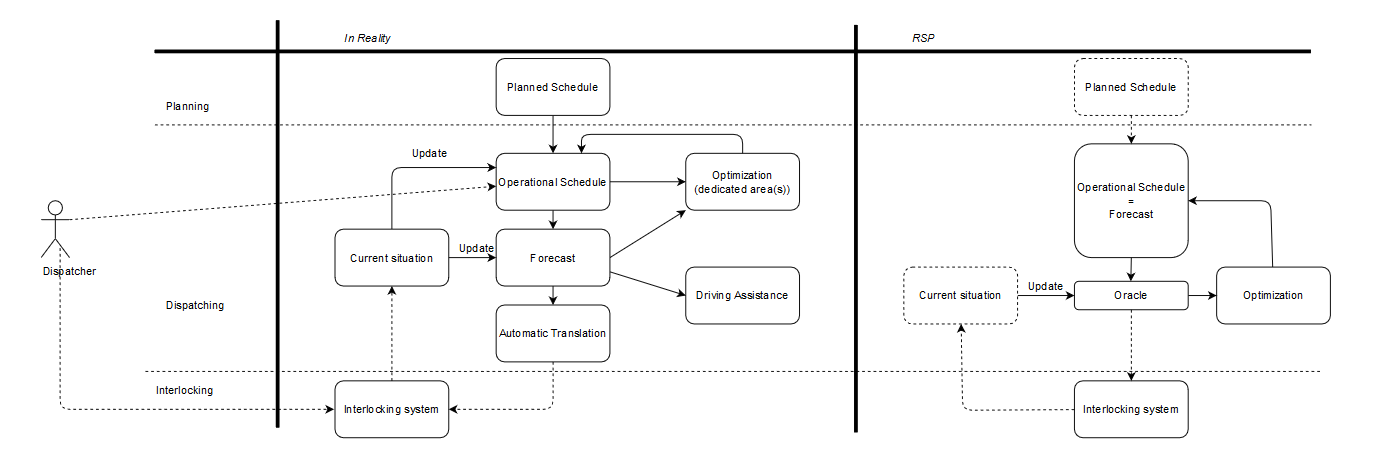 In Reality
RSP
Planning
Planned Schedule
Planned Schedule
Update
Operational Schedule
Optimization
(dedicated area(s))
Operational Schedule
=
Forecast
Dispatcher
Current situation
Update
Forecast
Dispatching
Driving Assistance
Automatic Translation
Current situation
Update
Oracle
Optimization
Interlocking
Interlocking system
Interlocking system